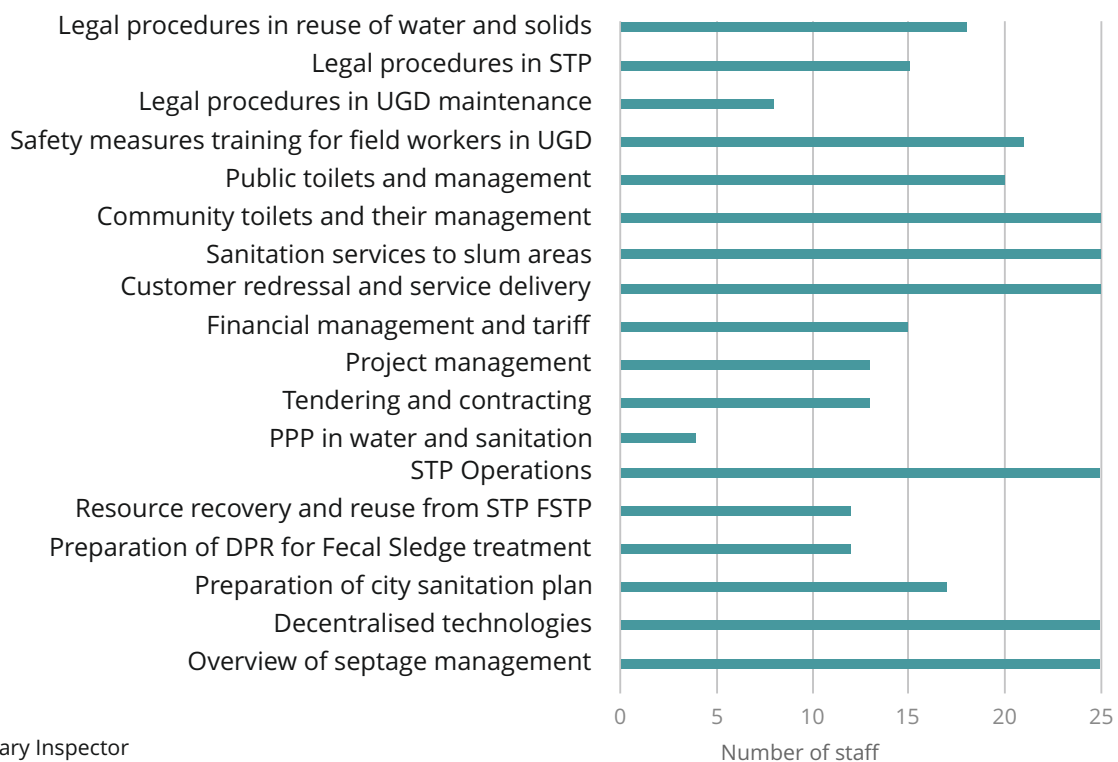 Legal procedures in reuse of water and solids
Legal procedures in STP
Legal procedures in UGD maintenance
Safety measures training for field workers in UGD
Public toilets and management
Community toilets and their management
Sanitation services to slum areas
Customer redressal and service delivery
Financial management and tariff
Project management
Tendering and contracting
PPP in water and sanitation
STP Operations
Resource recovery and reuse from STP FSTP
Preparation of DPR for Fecal Sledge treatment
Preparation of city sanitation plan
Decentralised technologies
Overview of septage management
0 5 10 15 20 25
Number of staff
Inspector